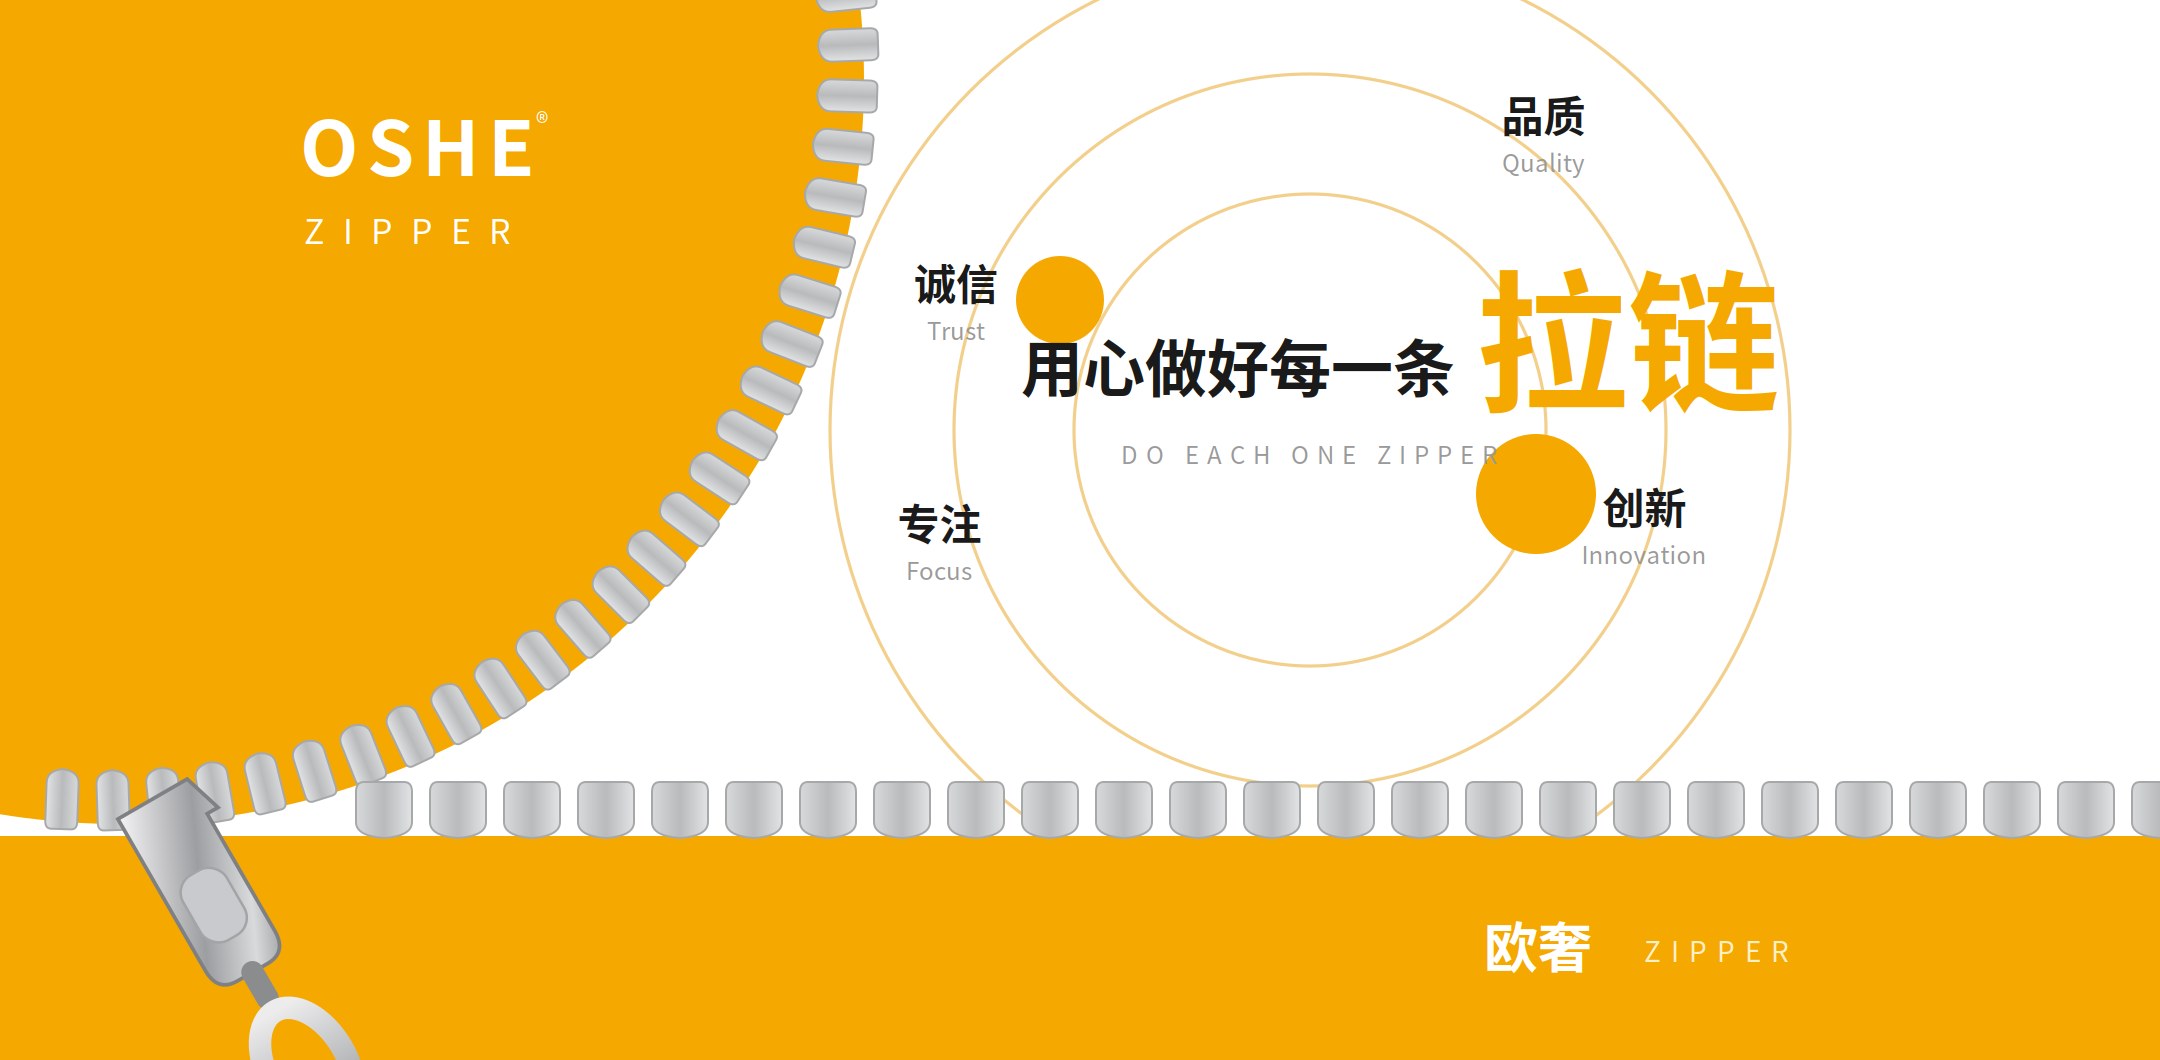 OSHE®
ZIPPER
品质
Quality
诚信
Trust
用心做好每一条 拉链
DO EACH ONE ZIPPER
专注
Focus
创新
Innovation
欧奢 ZIPPER